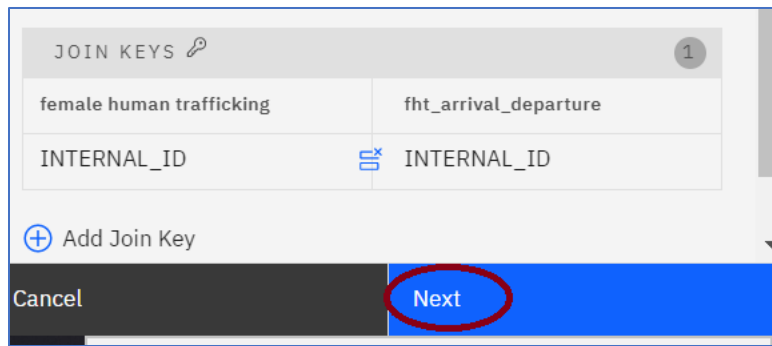 JOIN KEYS 1
female human trafficking fht_arrival_departure
INTERNAL_ID INTERNAL_ID
Add Join Key
Cancel Next